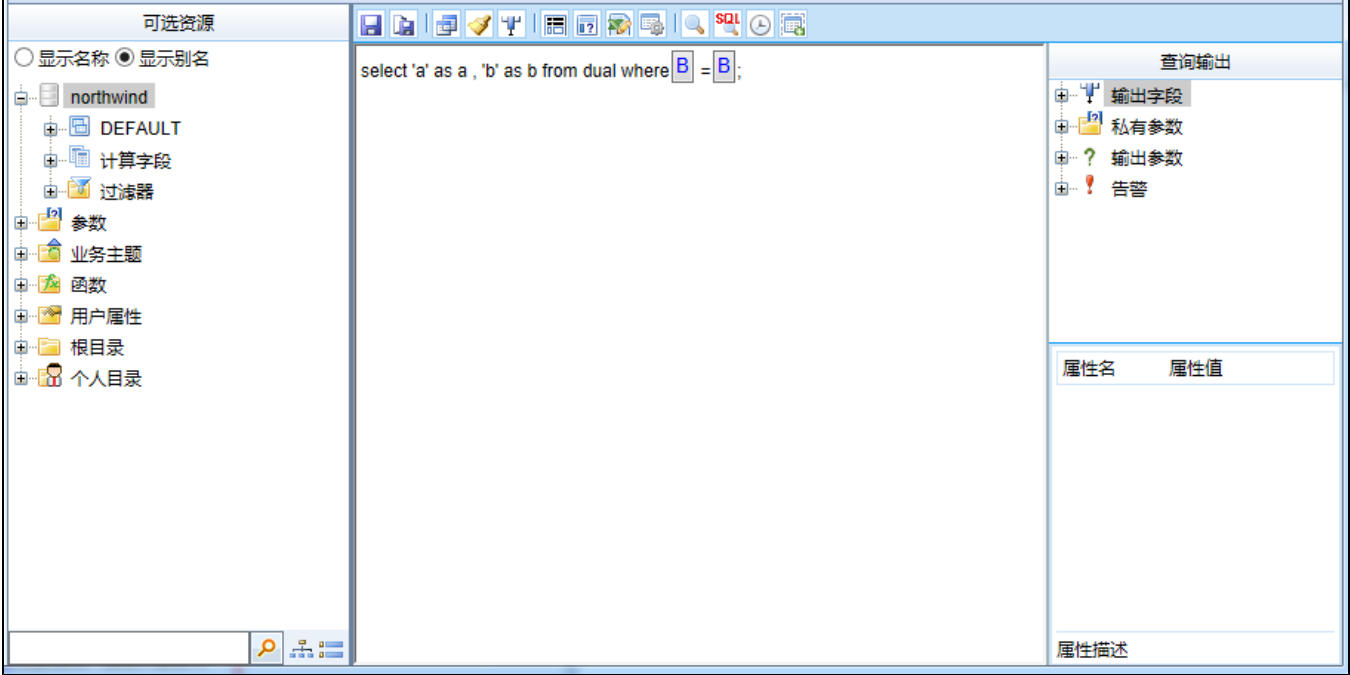 可选资源
显示名称 显示别名
northwind
DEFAULT
计算字段
过滤器
参数
业务主题
函数
用户属性
根目录
个人目录
SQL
select 'a' as a , 'b' as b from dual where B = B ;
查询输出
输出字段
私有参数
输出参数
告警
属性名 属性值
属性描述